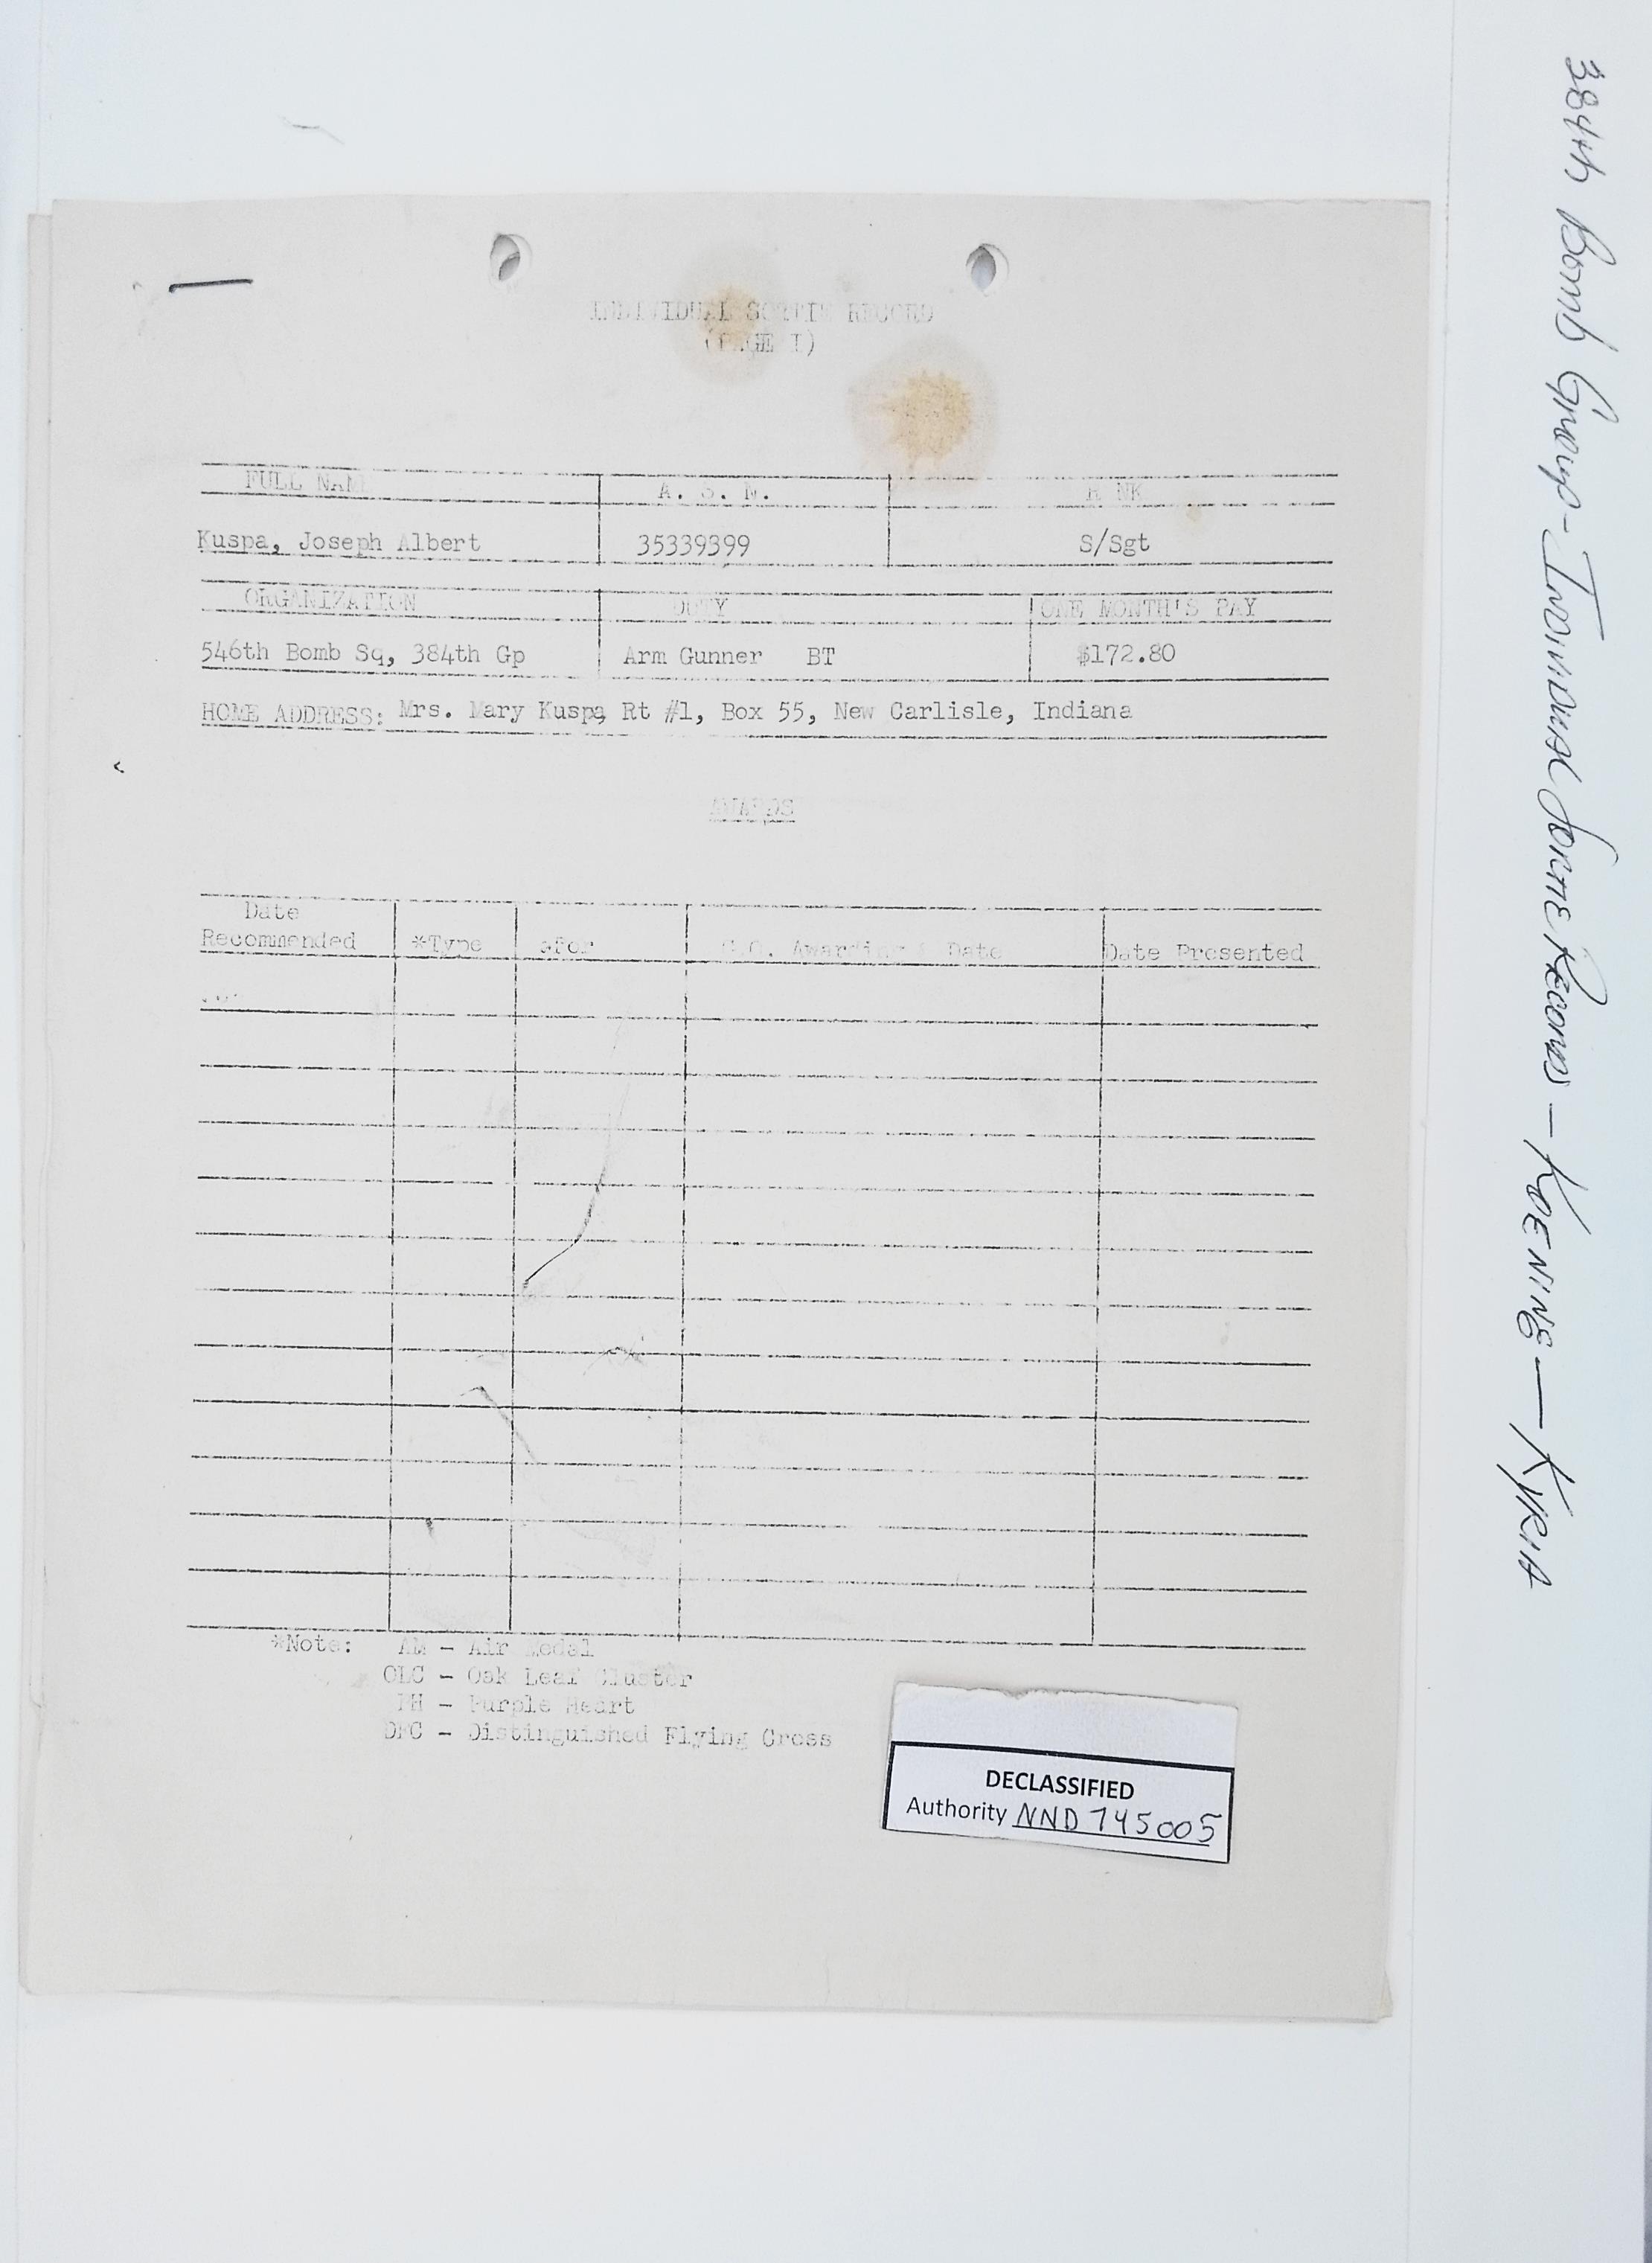 INDIVIDUAL SORTIE RECORD
(PAGE I)
FULL NAME A. S. N. RANK
Kuspa, Joseph Albert 35339399 S/Sgt
ORGANIZATION DUTY ONE MONTH'S PAY
546th Bomb Sq, 384th Gp Arm Gunner BT $172.80
HOME ADDRESS: Mrs. Mary Kuspa, Rt #1, Box 55, New Carlisle, Indiana
AWARDS
Date
Recommended *Type *For G.O. Awarding & Date Date Presented
*Note: AM - Air Medal
OLC - Oak Leaf Cluster
PH - Purple Heart
DFC - Distinguished Flying Cross
DECLASSIFIED
Authority NND 745005
384th Bomb Group - Individual Sortie Records - Koening - Kyria